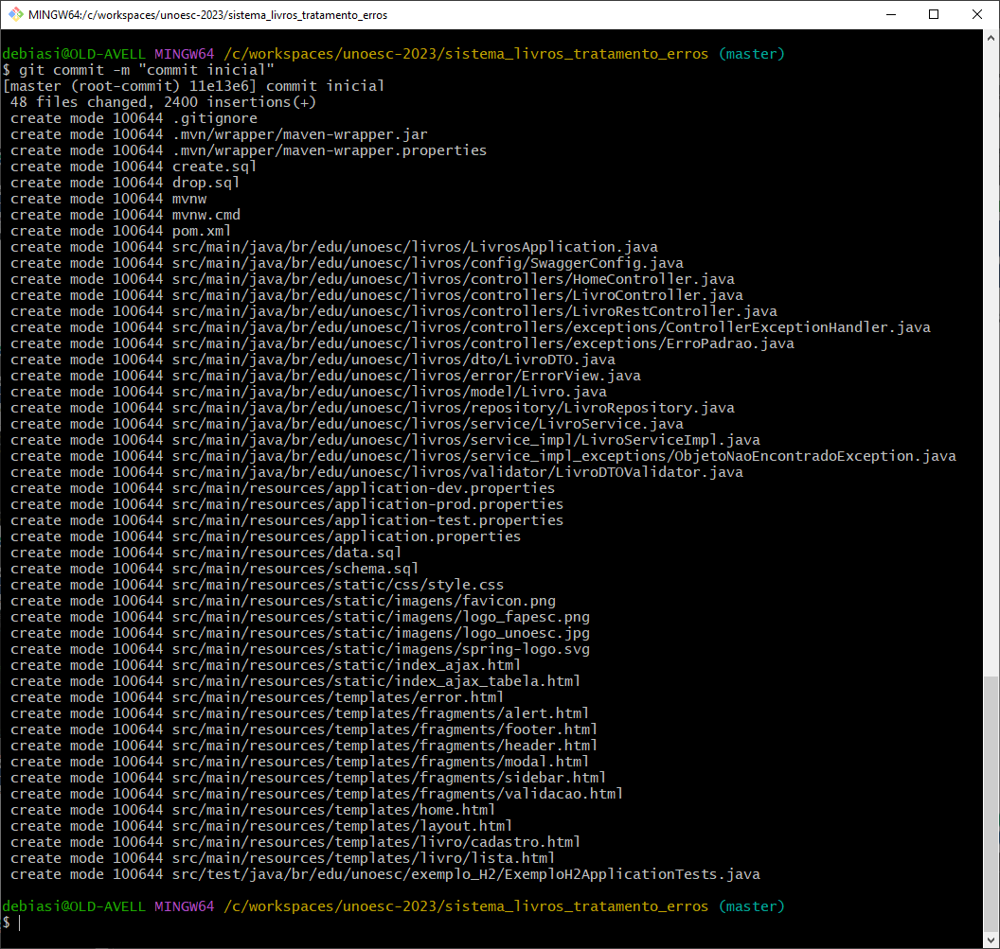 MINGW64:/c/workspaces/unoesc-2023/sistema_livros_tratamento_erros
debiasi@OLD-AVELL MINGW64 /c/workspaces/unoesc-2023/sistema_livros_tratamento_erros (master)
$ git commit -m "commit inicial"
[master (root-commit) 11e13e6] commit inicial
 48 files changed, 2400 insertions(+)
 create mode 100644 .gitignore
 create mode 100644 .mvn/wrapper/maven-wrapper.jar
 create mode 100644 .mvn/wrapper/maven-wrapper.properties
 create mode 100644 create.sql
 create mode 100644 drop.sql
 create mode 100644 mvnw
 create mode 100644 mvnw.cmd
 create mode 100644 pom.xml
 create mode 100644 src/main/java/br/edu/unoesc/livros/LivrosApplication.java
 create mode 100644 src/main/java/br/edu/unoesc/livros/config/SwaggerConfig.java
 create mode 100644 src/main/java/br/edu/unoesc/livros/controllers/HomeController.java
 create mode 100644 src/main/java/br/edu/unoesc/livros/controllers/LivroController.java
 create mode 100644 src/main/java/br/edu/unoesc/livros/controllers/LivroRestController.java
 create mode 100644 src/main/java/br/edu/unoesc/livros/controllers/exceptions/ControllerExceptionHandler.java
 create mode 100644 src/main/java/br/edu/unoesc/livros/controllers/exceptions/ErroPadrao.java
 create mode 100644 src/main/java/br/edu/unoesc/livros/dto/LivroDTO.java
 create mode 100644 src/main/java/br/edu/unoesc/livros/error/ErrorView.java
 create mode 100644 src/main/java/br/edu/unoesc/livros/model/Livro.java
 create mode 100644 src/main/java/br/edu/unoesc/livros/repository/LivroRepository.java
 create mode 100644 src/main/java/br/edu/unoesc/livros/service/LivroService.java
 create mode 100644 src/main/java/br/edu/unoesc/livros/service_impl/LivroServiceImpl.java
 create mode 100644 src/main/java/br/edu/unoesc/livros/service_impl_exceptions/ObjetoNaoEncontradoException.java
 create mode 100644 src/main/java/br/edu/unoesc/livros/validator/LivroDTOValidator.java
 create mode 100644 src/main/resources/application-dev.properties
 create mode 100644 src/main/resources/application-prod.properties
 create mode 100644 src/main/resources/application-test.properties
 create mode 100644 src/main/resources/application.properties
 create mode 100644 src/main/resources/data.sql
 create mode 100644 src/main/resources/schema.sql
 create mode 100644 src/main/resources/static/css/style.css
 create mode 100644 src/main/resources/static/imagens/favicon.png
 create mode 100644 src/main/resources/static/imagens/logo_fapesc.png
 create mode 100644 src/main/resources/static/imagens/logo_unoesc.jpg
 create mode 100644 src/main/resources/static/imagens/spring-logo.svg
 create mode 100644 src/main/resources/static/index_ajax.html
 create mode 100644 src/main/resources/static/index_ajax_tabela.html
 create mode 100644 src/main/resources/templates/error.html
 create mode 100644 src/main/resources/templates/fragments/alert.html
 create mode 100644 src/main/resources/templates/fragments/footer.html
 create mode 100644 src/main/resources/templates/fragments/header.html
 create mode 100644 src/main/resources/templates/fragments/modal.html
 create mode 100644 src/main/resources/templates/fragments/sidebar.html
 create mode 100644 src/main/resources/templates/fragments/validacao.html
 create mode 100644 src/main/resources/templates/home.html
 create mode 100644 src/main/resources/templates/layout.html
 create mode 100644 src/main/resources/templates/livro/cadastro.html
 create mode 100644 src/main/resources/templates/livro/lista.html
 create mode 100644 src/test/java/br/edu/unoesc/exemplo_H2/ExemploH2ApplicationTests.java
debiasi@OLD-AVELL MINGW64 /c/workspaces/unoesc-2023/sistema_livros_tratamento_erros (master)
$